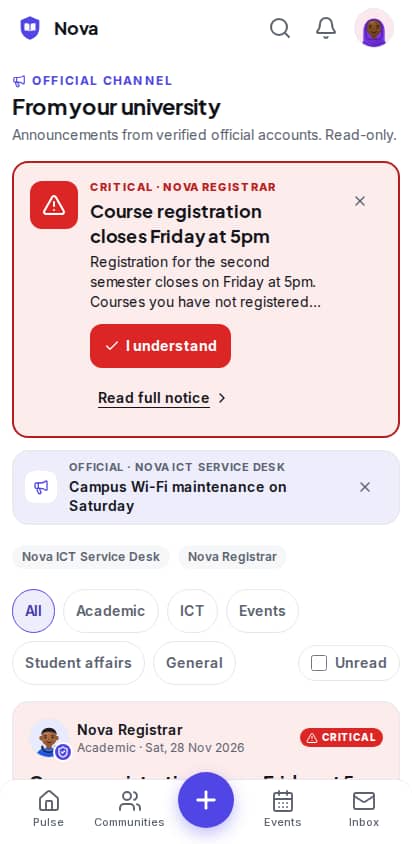 Nova
OFFICIAL CHANNEL
From your university
Announcements from verified official accounts. Read-only.
CRITICAL · NOVA REGISTRAR
Course registration
closes Friday at 5pm
Registration for the second
semester closes on Friday at 5pm.
Courses you have not registered...
I understand
Read full notice
OFFICIAL · NOVA ICT SERVICE DESK
Campus Wi-Fi maintenance on
Saturday
Nova ICT Service Desk Nova Registrar
All Academic ICT Events
Student affairs General Unread
Nova Registrar
Academic · Sat, 28 Nov 2026
CRITICAL
Pulse Communities Events Inbox